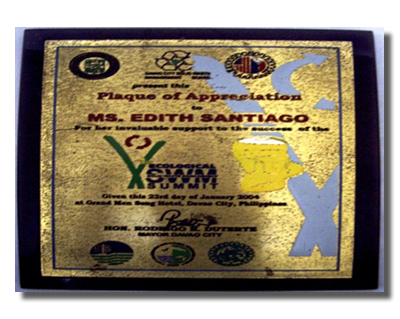 present this
Plaque of Appreciation
to
MS. EDITH SANTIAGO
For her invaluable support to the success of the
ECOLOGICAL
SWM
SUMMIT
Given this 23rd day of January 2004
at Grand Men Seng Hotel, Davao City, Philippines
HON. RODRIGO R. DUTERTE
MAYOR DAVAO CITY